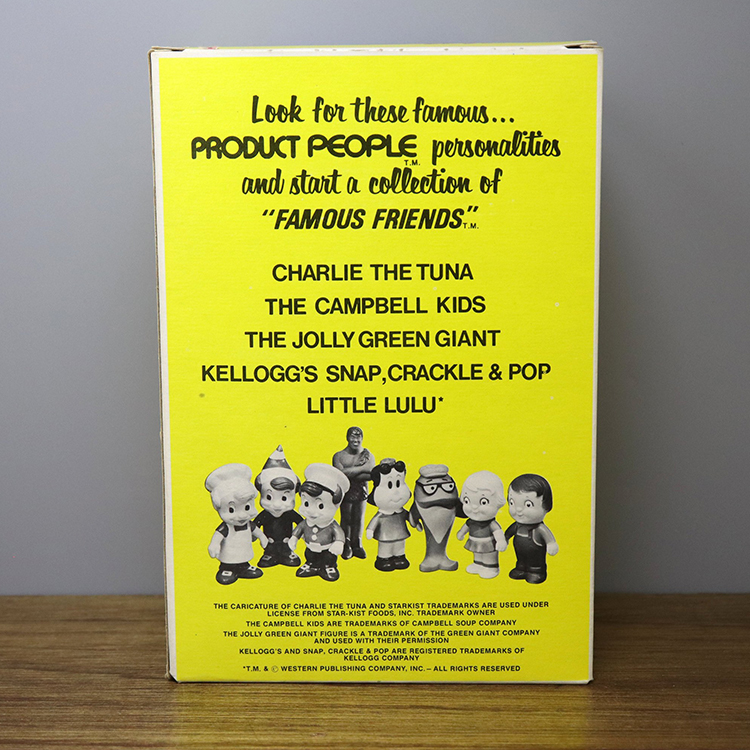 Look for these famous...
PRODUCT PEOPLE T.M. personalities
and start a collection of
"FAMOUS FRIENDS" T.M.
CHARLIE THE TUNA
THE CAMPBELL KIDS
THE JOLLY GREEN GIANT
KELLOGG'S SNAP, CRACKLE & POP
LITTLE LULU*
THE CARICATURE OF CHARLIE THE TUNA AND STARKIST TRADEMARKS ARE USED UNDER
LICENSE FROM STAR-KIST FOODS, INC. TRADEMARK OWNER
THE CAMPBELL KIDS ARE TRADEMARKS OF CAMPBELL SOUP COMPANY
THE JOLLY GREEN GIANT FIGURE IS A TRADEMARK OF THE GREEN GIANT COMPANY
AND USED WITH THEIR PERMISSION
KELLOGG'S AND SNAP, CRACKLE & POP ARE REGISTERED TRADEMARKS OF
KELLOGG COMPANY
*T.M. & © WESTERN PUBLISHING COMPANY, INC.— ALL RIGHTS RESERVED